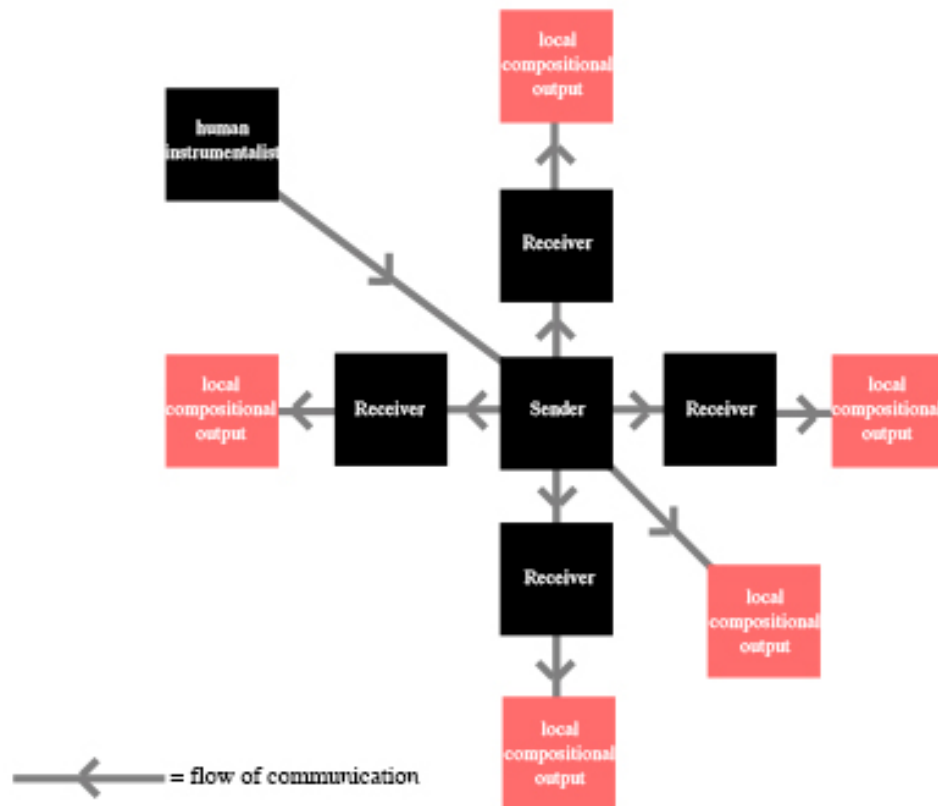 local
compositional
output
human
instrumentalist
Receiver
local
compositional
output
Receiver
Sender
Receiver
local
compositional
output
Receiver
local
compositional
output
local
compositional
output
= flow of communication